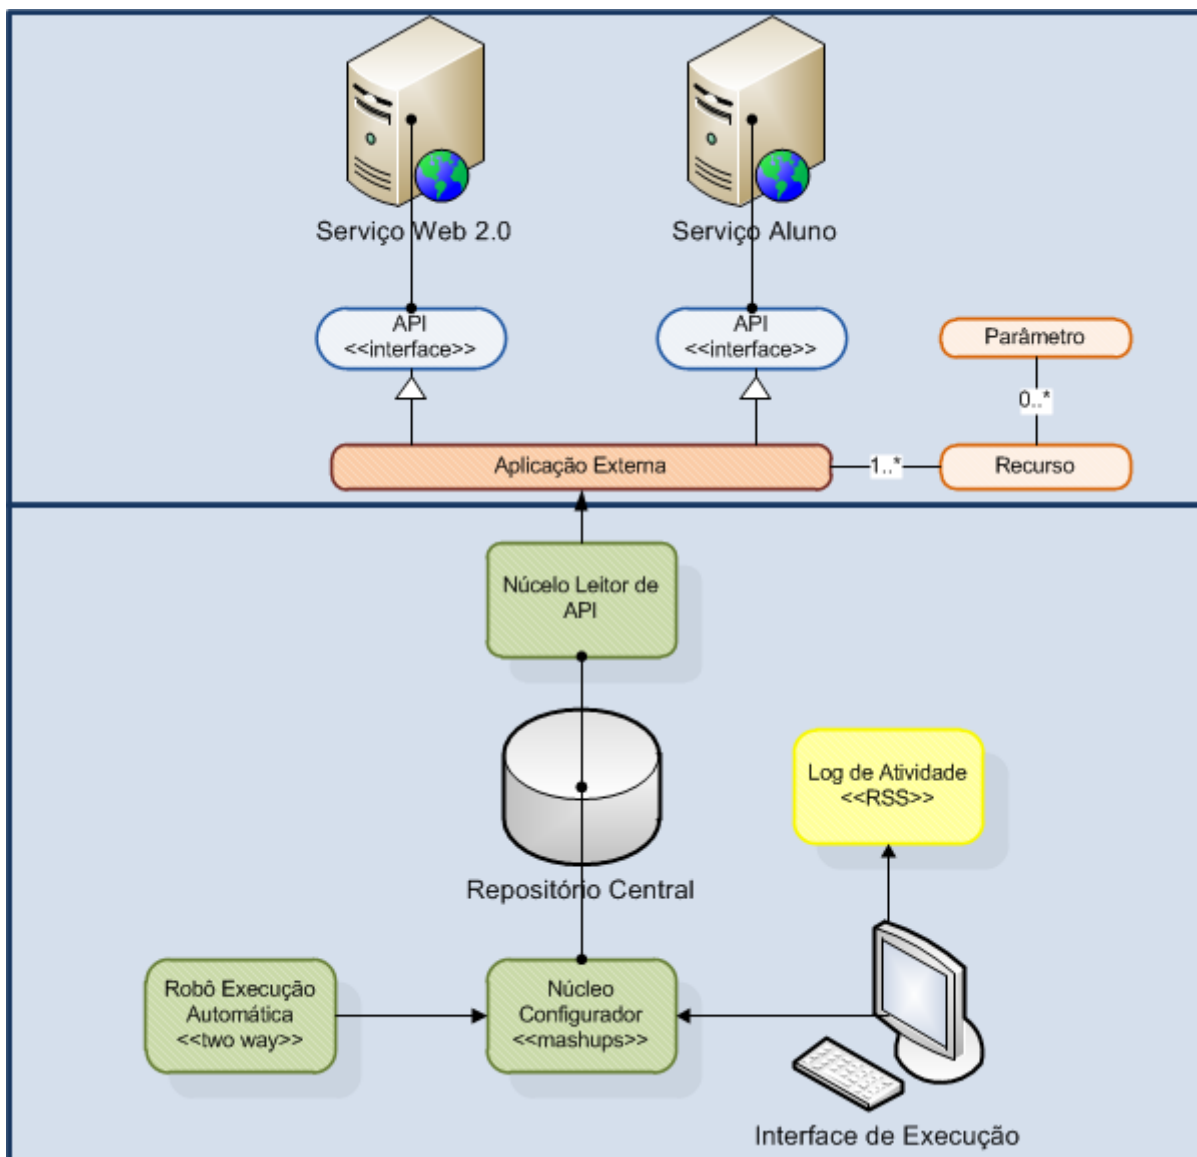 Serviço Web 2.0
Serviço Aluno
API
<<interface>>
API
<<interface>>
Parâmetro
0..*
Aplicação Externa
1..*
Recurso
Núcelo Leitor de
API
Log de Atividade
<<RSS>>
Repositório Central
Robô Execução
Automática
<<two way>>
Núcleo
Configurador
<<mashups>>
Interface de Execução